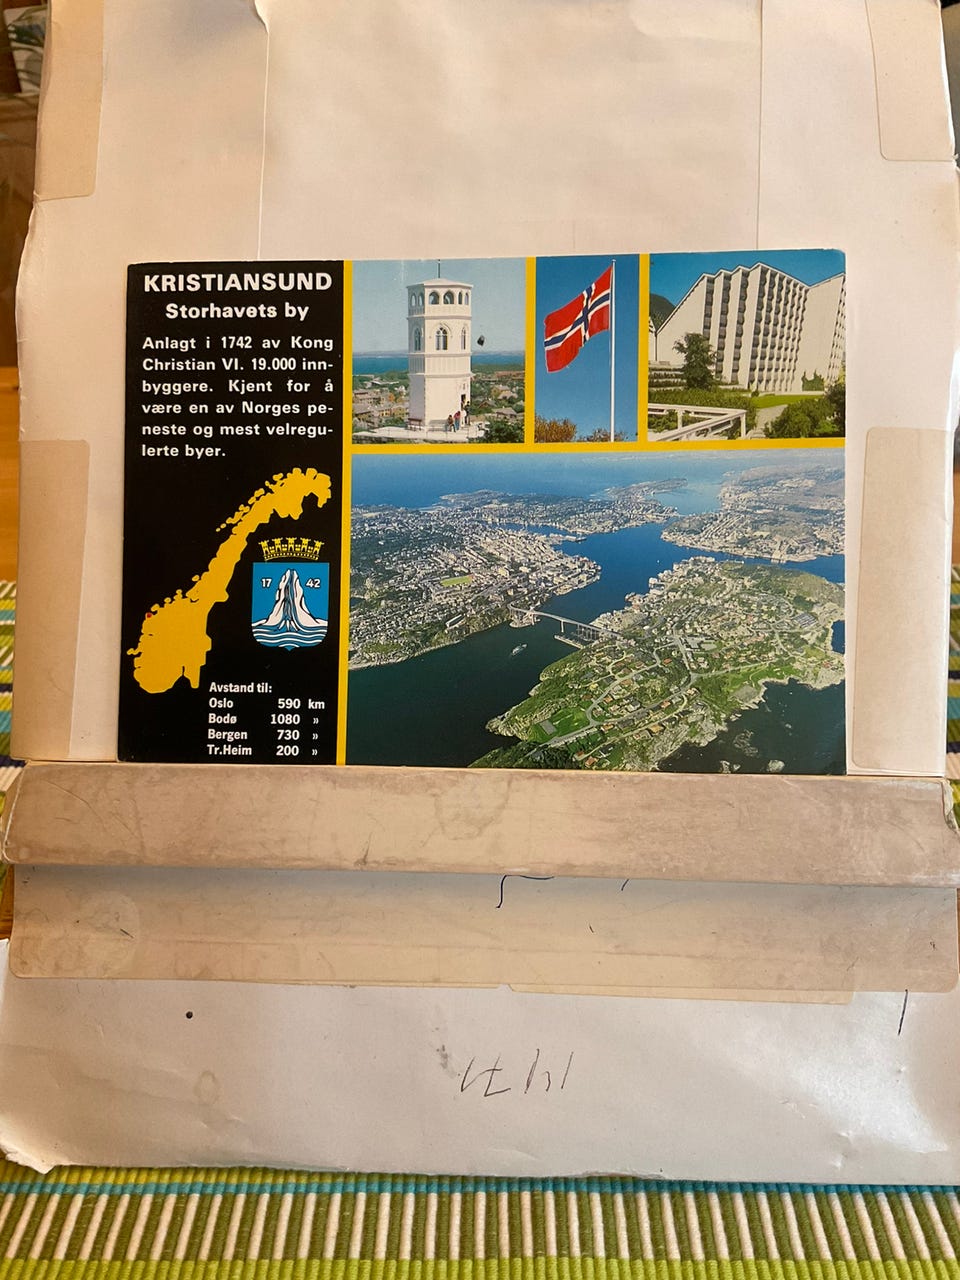 KRISTIANSUND
Storhavets by
Anlagt i 1742 av Kong
Christian VI. 19.000 inn-
byggere. Kjent for å
være en av Norges pe-
neste og mest velregu-
lerte byer.
17 42
Avstand til:
Oslo 590 km
Bodø 1080 »
Bergen 730 »
Tr.Heim 200 »